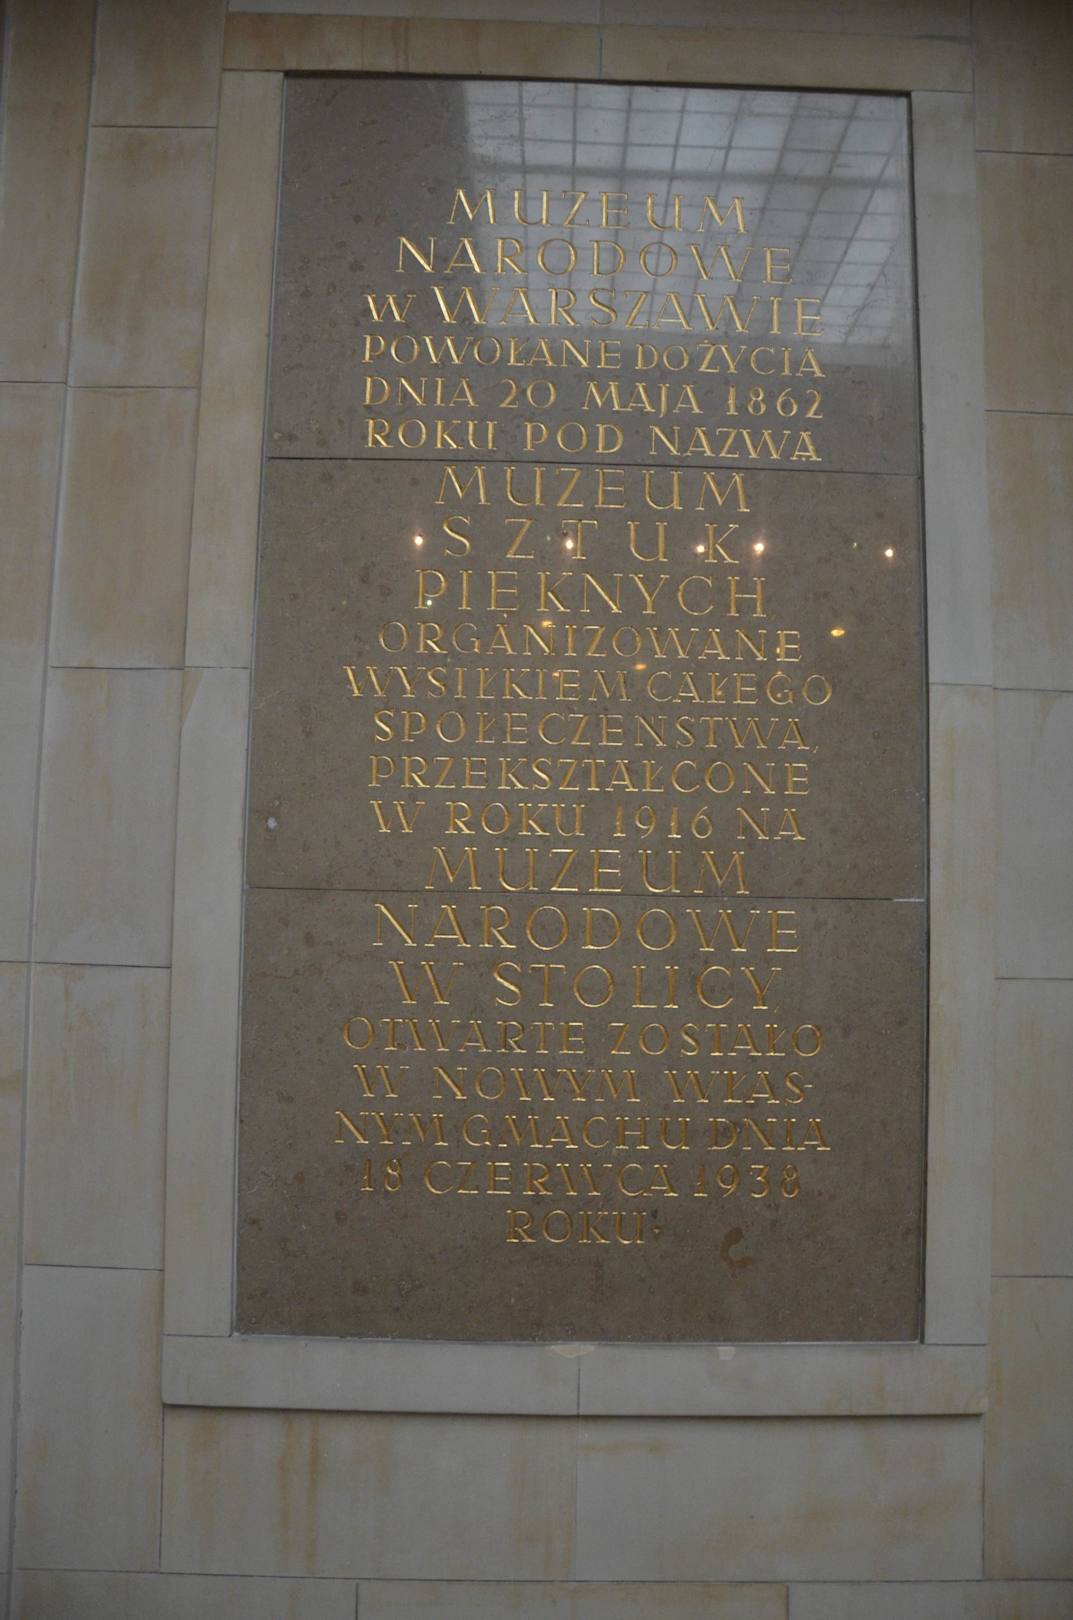 MUZEUM
NARODOWE
W WARSZAWIE
POWOŁANE DO ŻYCIA
DNIA 20 MAJA 1862
ROKU POD NAZWĄ
MUZEUM
SZTUK
PIĘKNYCH
ORGANIZOWANE
WYSIŁKIEM CAŁEGO
SPOŁECZEŃSTWA,
PRZEKSZTAŁCONE
W ROKU 1916 NA
MUZEUM
NARODOWE
W STOLICY,
OTWARTE ZOSTAŁO
W NOWYM WŁAS-
NYM GMACHU DNIA
18 CZERWCA 1938
ROKU·